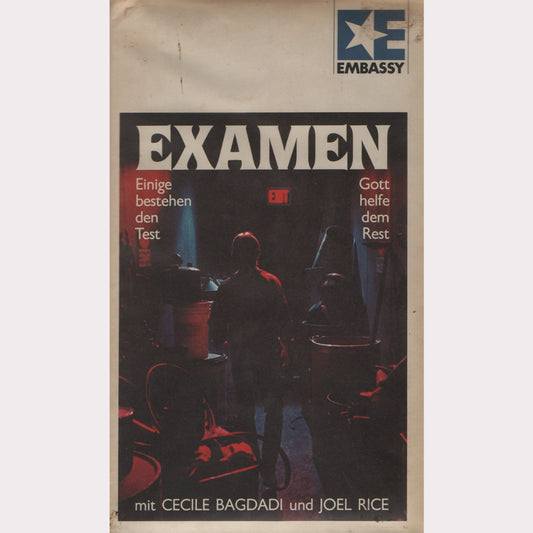 EMBASSY
EXAMEN
Einige
bestehen
den
Test
Gott
helfe
dem
Rest
EXIT
mit CECILE BAGDADI und JOEL RICE